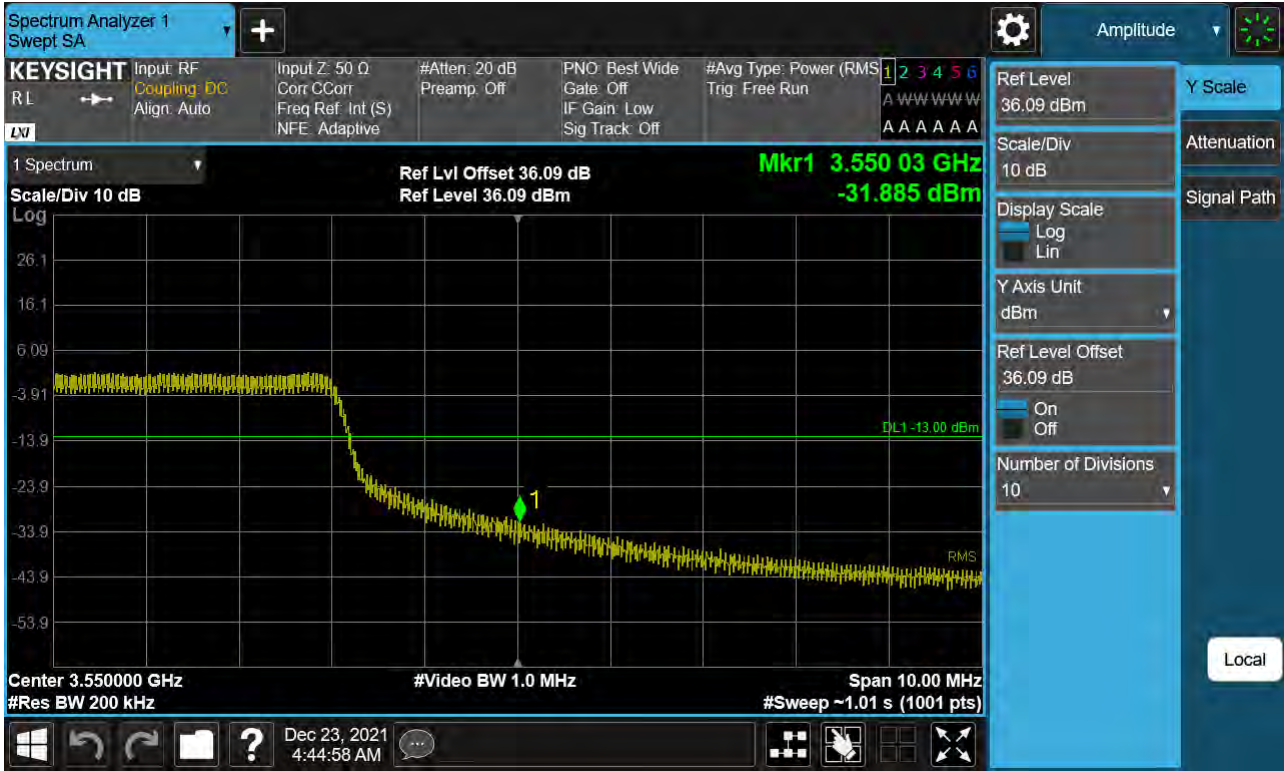 Spectrum Analyzer 1
Swept SA
Amplitude
KEYSIGHT
RL
LXI
Input: RF
Coupling: DC
Align: Auto
Input Z: 50 Ω
Corr CCorr
Freq Ref: Int (S)
NFE: Adaptive
#Atten: 20 dB
Preamp: Off
PNO: Best Wide
Gate: Off
IF Gain: Low
Sig Track: Off
#Avg Type: Power (RMS
Trig: Free Run
1 2 3 4 5 6
A W W W W W
A A A A A A
1 Spectrum
Scale/Div 10 dB
Ref Lvl Offset 36.09 dB
Ref Level 36.09 dBm
Mkr1 3.550 03 GHz
-31.885 dBm
Log
26.1
16.1
6.09
-3.91
-13.9
-23.9
-33.9
-43.9
-53.9
DL1 -13.00 dBm
1
RMS
Center 3.550000 GHz
#Res BW 200 kHz
#Video BW 1.0 MHz
Span 10.00 MHz
#Sweep ~1.01 s (1001 pts)
Ref Level
36.09 dBm
Scale/Div
10 dB
Display Scale
Log
Lin
Y Axis Unit
dBm
Ref Level Offset
36.09 dB
On
Off
Number of Divisions
10
Y Scale
Attenuation
Signal Path
Local
Dec 23, 2021
4:44:58 AM